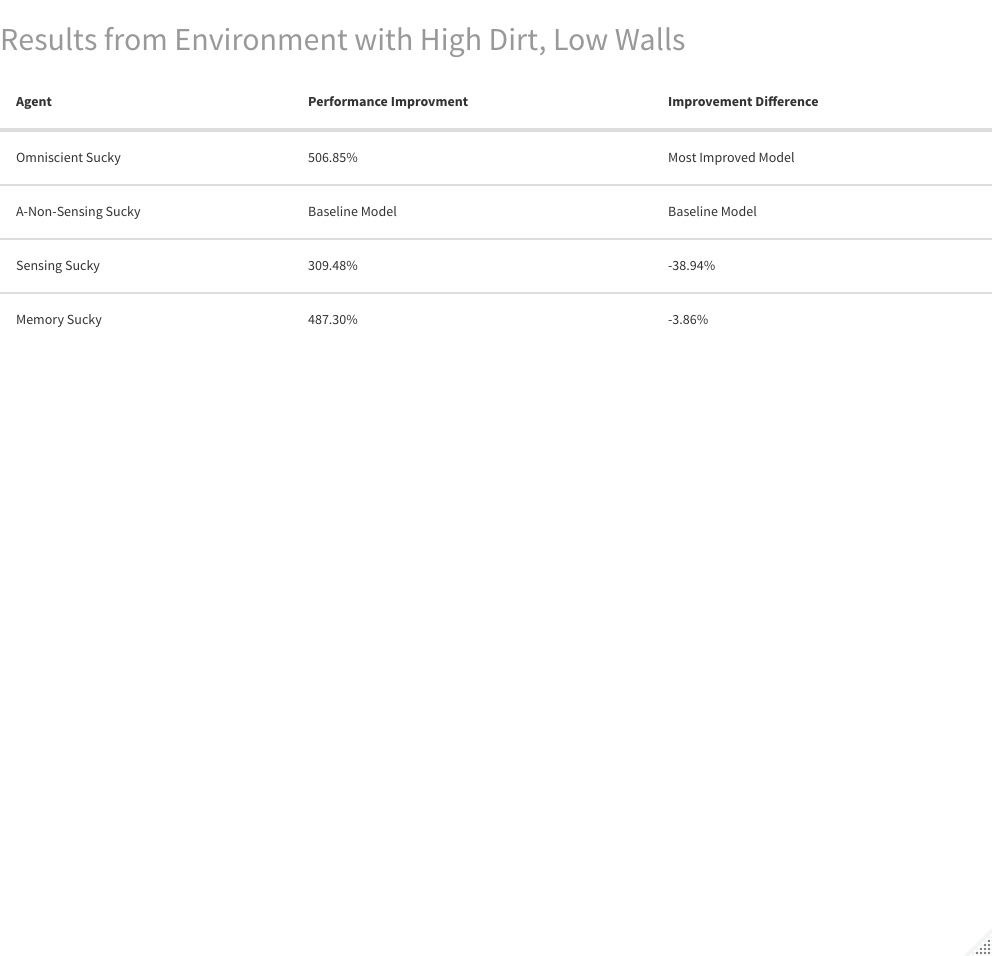 Results from Environment with High Dirt, Low Walls
Agent Performance Improvment Improvement Difference
Omniscient Sucky 506.85% Most Improved Model
A-Non-Sensing Sucky Baseline Model Baseline Model
Sensing Sucky 309.48% -38.94%
Memory Sucky 487.30% -3.86%